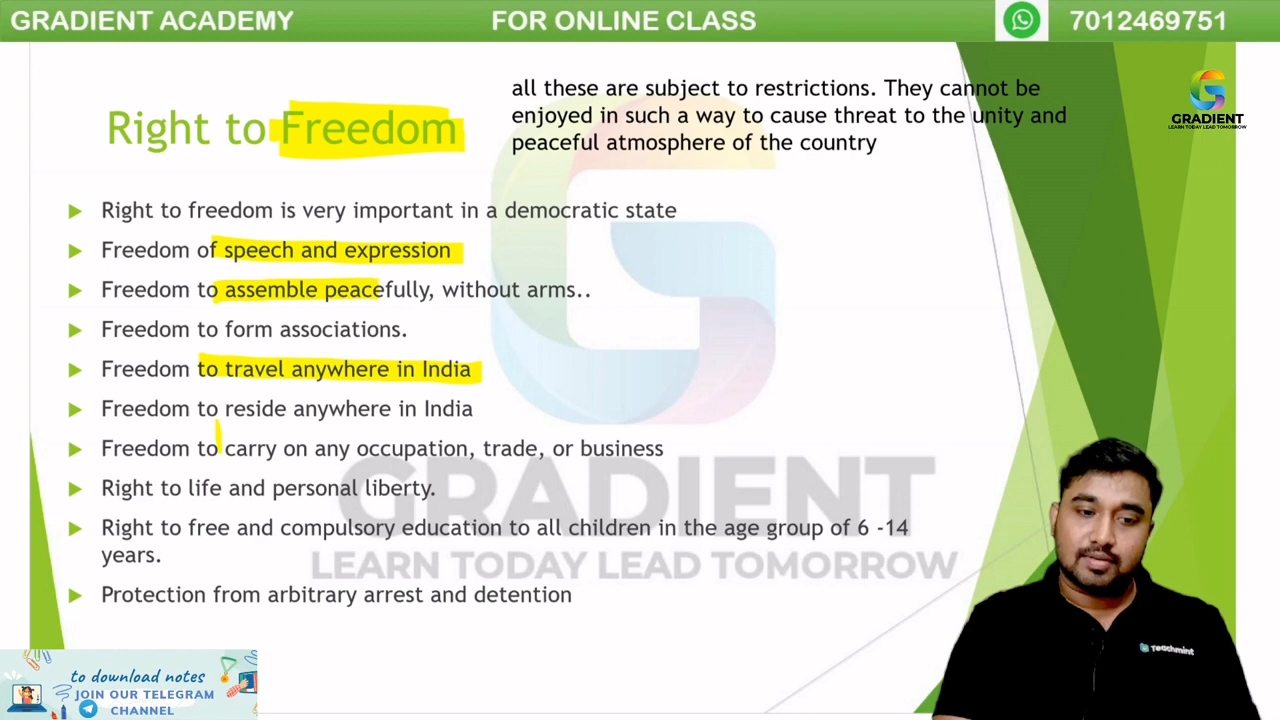 GRADIENT ACADEMY FOR ONLINE CLASS 7012469751
all these are subject to restrictions. They cannot be
enjoyed in such a way to cause threat to the unity and
peaceful atmosphere of the country
Right to Freedom
GRADIENT
LEARN TODAY LEAD TOMORROW
Right to freedom is very important in a democratic state
Freedom of speech and expression
Freedom to assemble peacefully, without arms..
Freedom to form associations.
Freedom to travel anywhere in India
Freedom to reside anywhere in India
Freedom to carry on any occupation, trade, or business
Right to life and personal liberty.
Right to free and compulsory education to all children in the age group of 6 -14
years.
Protection from arbitrary arrest and detention
GRADIENT
LEARN TODAY LEAD TOMORROW
Teachmint
to download notes
JOIN OUR TELEGRAM
CHANNEL